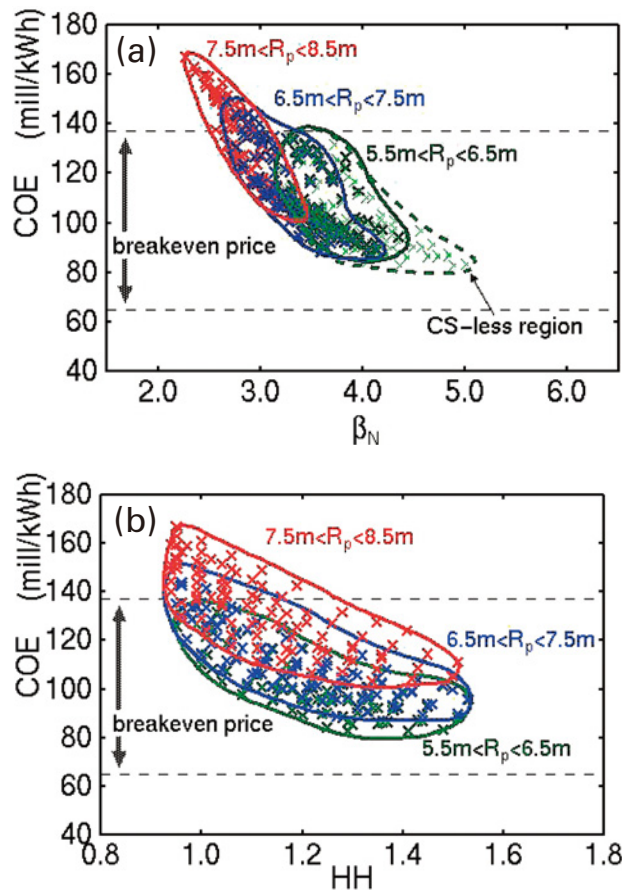 (a)
7.5m<Rp<8.5m
6.5m<Rp<7.5m
5.5m<Rp<6.5m
breakeven price
CS-less region
COE (mill/kWh)
180
160
140
120
100
80
60
40
2.0 3.0 4.0 5.0 6.0
βN
(b)
7.5m<Rp<8.5m
6.5m<Rp<7.5m
breakeven price
5.5m<Rp<6.5m
COE (mill/kWh)
180
160
140
120
100
80
60
40
0.8 1.0 1.2 1.4 1.6 1.8
HH